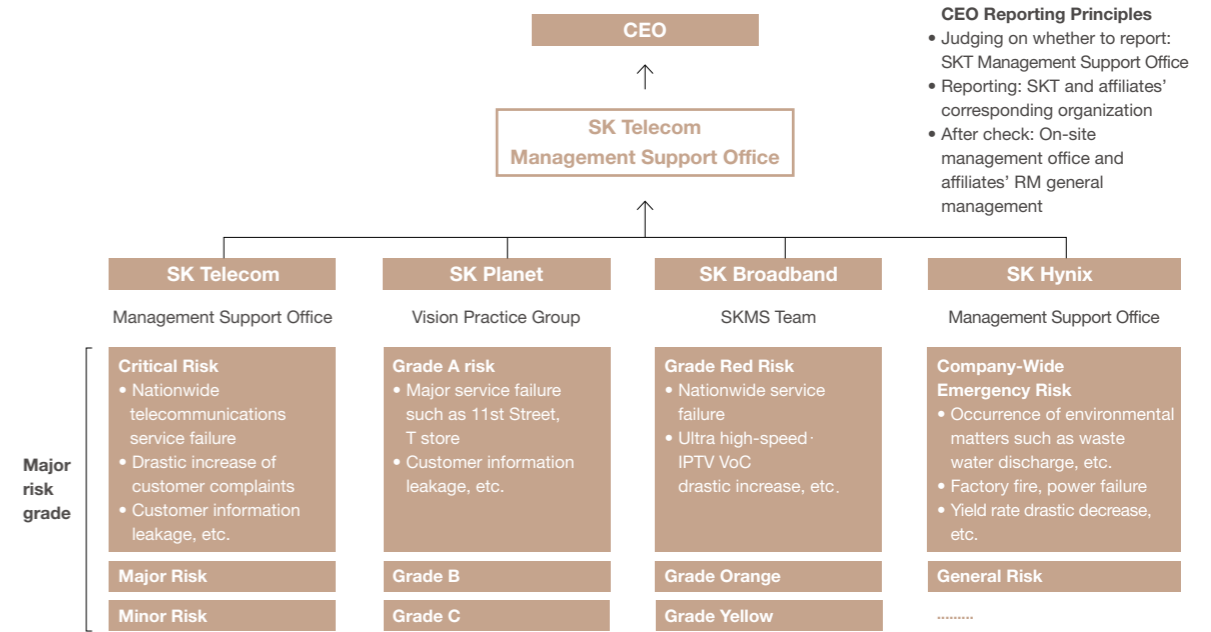 CEO
CEO Reporting Principles
• Judging on whether to report:
SKT Management Support Office
• Reporting: SKT and affiliates'
corresponding organization
• After check: On-site
management office and
affiliates' RM general
management
SK Telecom
Management Support Office
SK Telecom
Management Support Office
SK Planet
Vision Practice Group
SK Broadband
SKMS Team
SK Hynix
Management Support Office
Major
risk
grade
Critical Risk
• Nationwide
telecommunications
service failure
• Drastic increase of
customer complaints
• Customer information
leakage, etc.
Major Risk
Minor Risk
Grade A risk
• Major service failure
such as 11st Street,
T store
• Customer information
leakage, etc.
Grade B
Grade C
Grade Red Risk
• Nationwide service
failure
• Ultra high-speed·
IPTV VoC
drastic increase, etc.
Grade Orange
Grade Yellow
Company-Wide
Emergency Risk
• Occurrence of environmental
matters such as waste
water discharge, etc.
• Factory fire, power failure
• Yield rate drastic decrease,
etc.
General Risk
.........